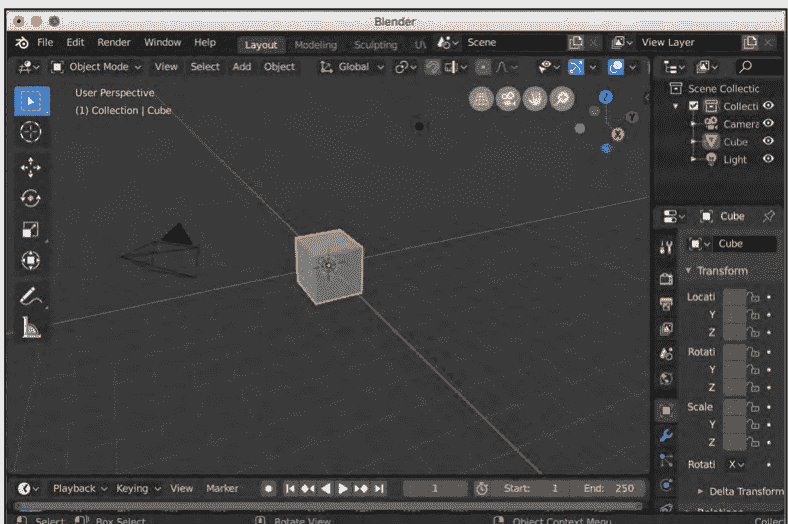 Blender
File Edit Render Window Help Layout Modeling Sculpting Scene View Layer
Object Mode View Select Add Object Global
User Perspective
(1) Collection | Cube
Z
Y
X
Scene Collectic
Collecti
Camera
Cube
Light
Cube
Cube
Transform
Locati
Y
Z
Rotati
Y
Z
Scale
Y
Z
Rotati X
Delta Transform
Playback Keying View Marker 1 Start: 1 End: 250
Select Box Select Rotate View Object Context Menu Collec